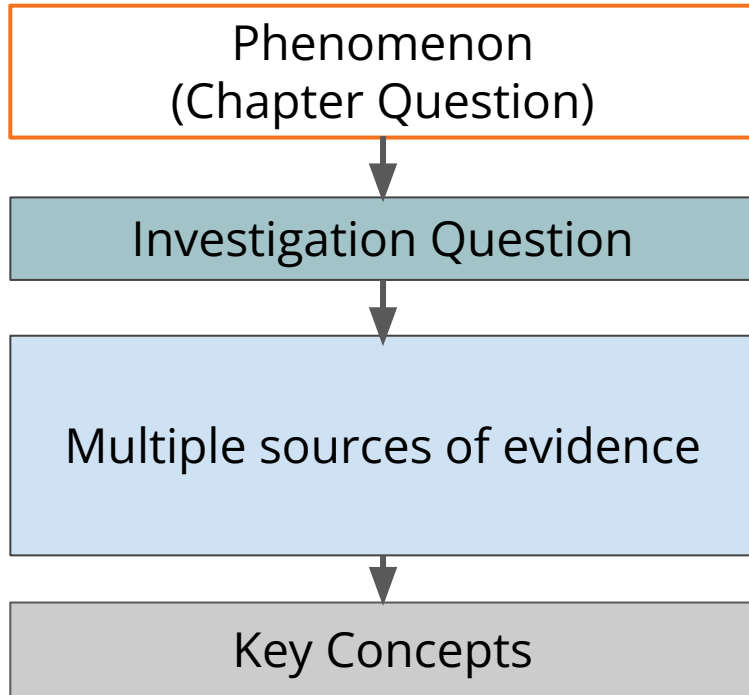 Phenomenon
(Chapter Question)
Investigation Question
Multiple sources of evidence
Key Concepts